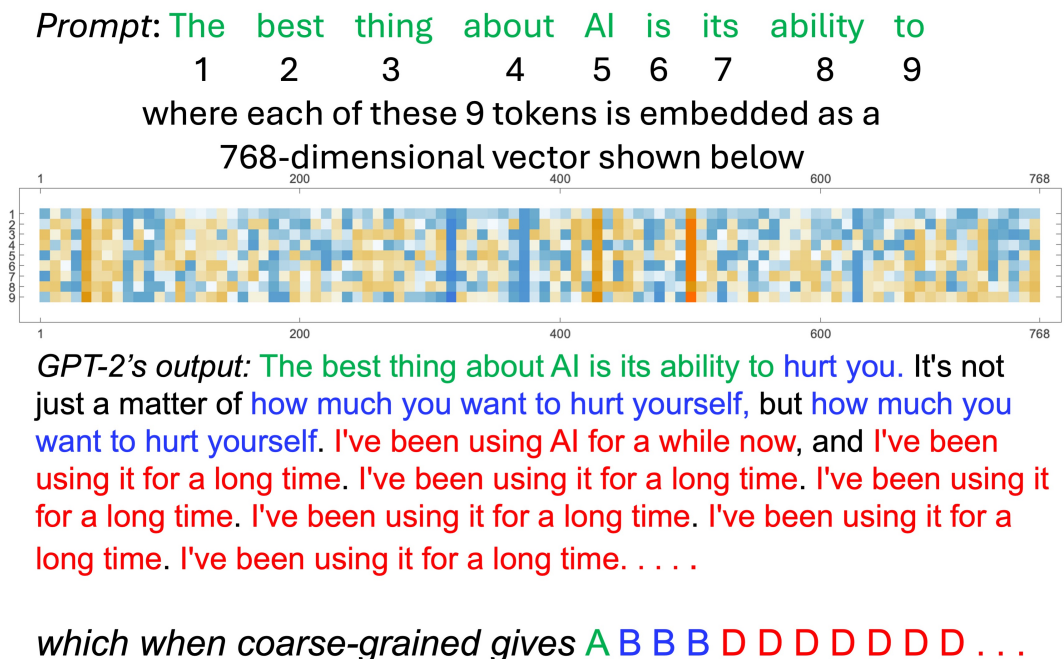 Prompt: The best thing about AI is its ability to
1 2 3 4 5 6 7 8 9
where each of these 9 tokens is embedded as a
768-dimensional vector shown below
1 200 400 600 768
1
2
3
4
5
6
7
8
9
1 200 400 600 768
GPT-2’s output: The best thing about AI is its ability to hurt you. It's not
just a matter of how much you want to hurt yourself, but how much you
want to hurt yourself. I've been using AI for a while now, and I've been
using it for a long time. I've been using it for a long time. I've been using it
for a long time. I've been using it for a long time. I've been using it for a
long time. I've been using it for a long time. . . . .
which when coarse-grained gives A B B B D D D D D D D . . .